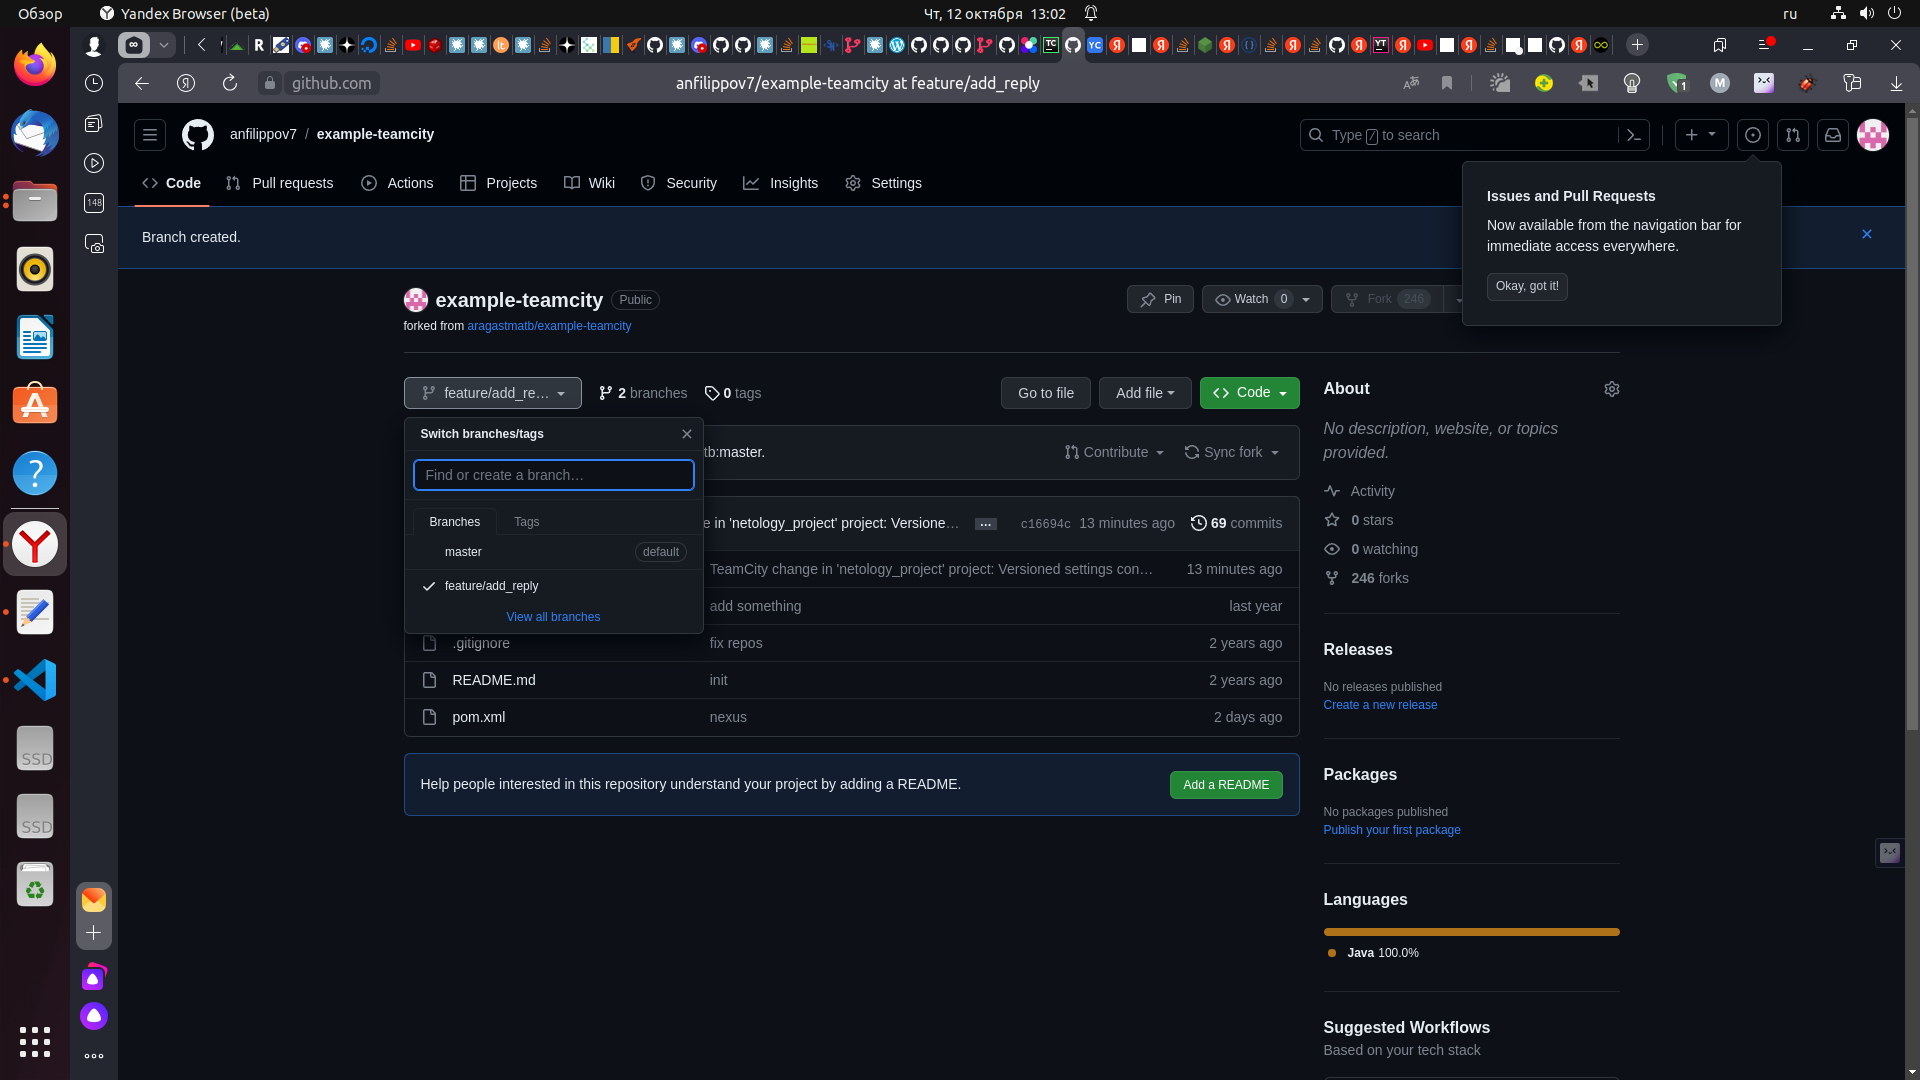 Обзор
Yandex Browser (beta)
Чт, 12 октября 13:02
ru
github.com
anfilippov7/example-teamcity at feature/add_reply
1
M
148
anfilippov7 / example-teamcity
Type / to search
Code
Pull requests
Actions
Projects
Wiki
Security
Insights
Settings
Issues and Pull Requests
Now available from the navigation bar for
immediate access everywhere.
Okay, got it!
Branch created.
example-teamcity
Public
Pin
Watch 0
Fork 246
forked from aragastmatb/example-teamcity
feature/add_re…
2 branches
0 tags
Go to file
Add file
Code
Switch branches/tags
Find or create a branch…
Branches
Tags
master
default
feature/add_reply
View all branches
tb:master.
Contribute
Sync fork
e in 'netology_project' project: Versione…
c16694c
13 minutes ago
69 commits
TeamCity change in 'netology_project' project: Versioned settings con…
13 minutes ago
add something
last year
.gitignore
fix repos
2 years ago
README.md
init
2 years ago
pom.xml
nexus
2 days ago
Help people interested in this repository understand your project by adding a README.
Add a README
About
No description, website, or topics
provided.
Activity
0 stars
0 watching
246 forks
Releases
No releases published
Create a new release
Packages
No packages published
Publish your first package
Languages
Java 100.0%
Suggested Workflows
Based on your tech stack
SSD
SSD